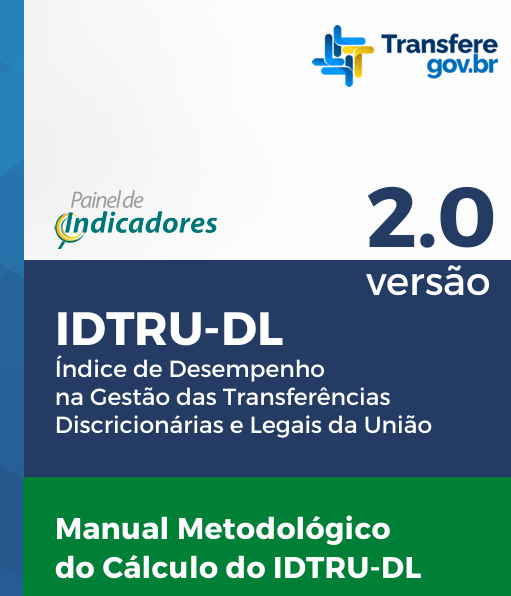 Transfere
gov.br
Painel de
Indicadores
2.0
versão
IDTRU-DL
Índice de Desempenho
na Gestão das Transferências
Discricionárias e Legais da União
Manual Metodológico
do Cálculo do IDTRU-DL